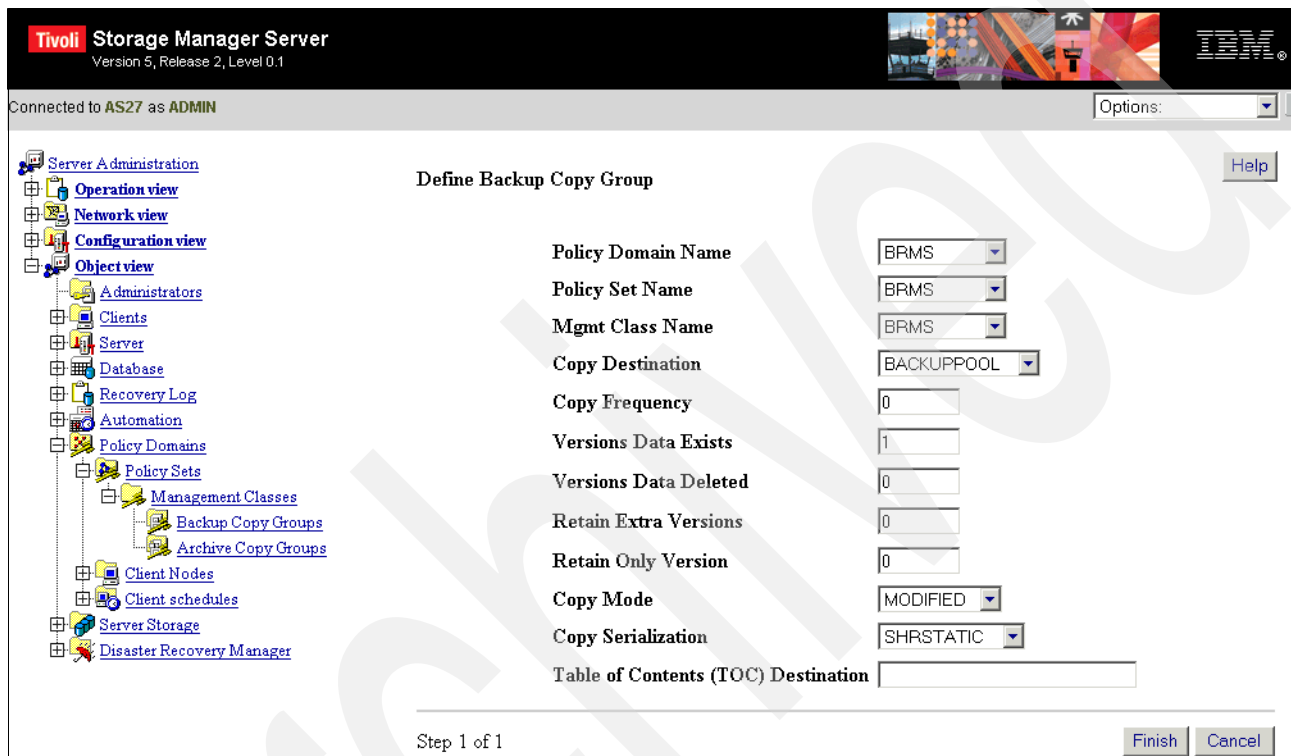 Tivoli Storage Manager Server
Version 5, Release 2, Level 0.1
IBM®
Connected to AS27 as ADMIN
Options:
Server Administration
Operation view
Network view
Configuration view
Object view
Administrators
Clients
Server
Database
Recovery Log
Automation
Policy Domains
Policy Sets
Management Classes
Backup Copy Groups
Archive Copy Groups
Client Nodes
Client schedules
Server Storage
Disaster Recovery Manager
Define Backup Copy Group
Help
Policy Domain Name BRMS
Policy Set Name BRMS
Mgmt Class Name BRMS
Copy Destination BACKUPPOOL
Copy Frequency 0
Versions Data Exists 1
Versions Data Deleted 0
Retain Extra Versions 0
Retain Only Version 0
Copy Mode MODIFIED
Copy Serialization SHRSTATIC
Table of Contents (TOC) Destination
Step 1 of 1
Finish Cancel